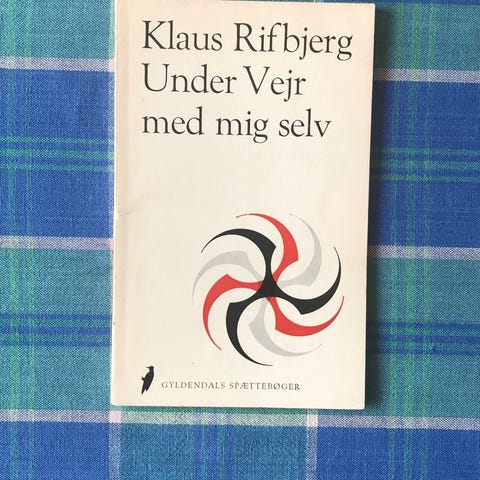 Klaus Rifbjerg
Under Vejr
med mig selv
GYLDENDALS SPÆTTEBØGER